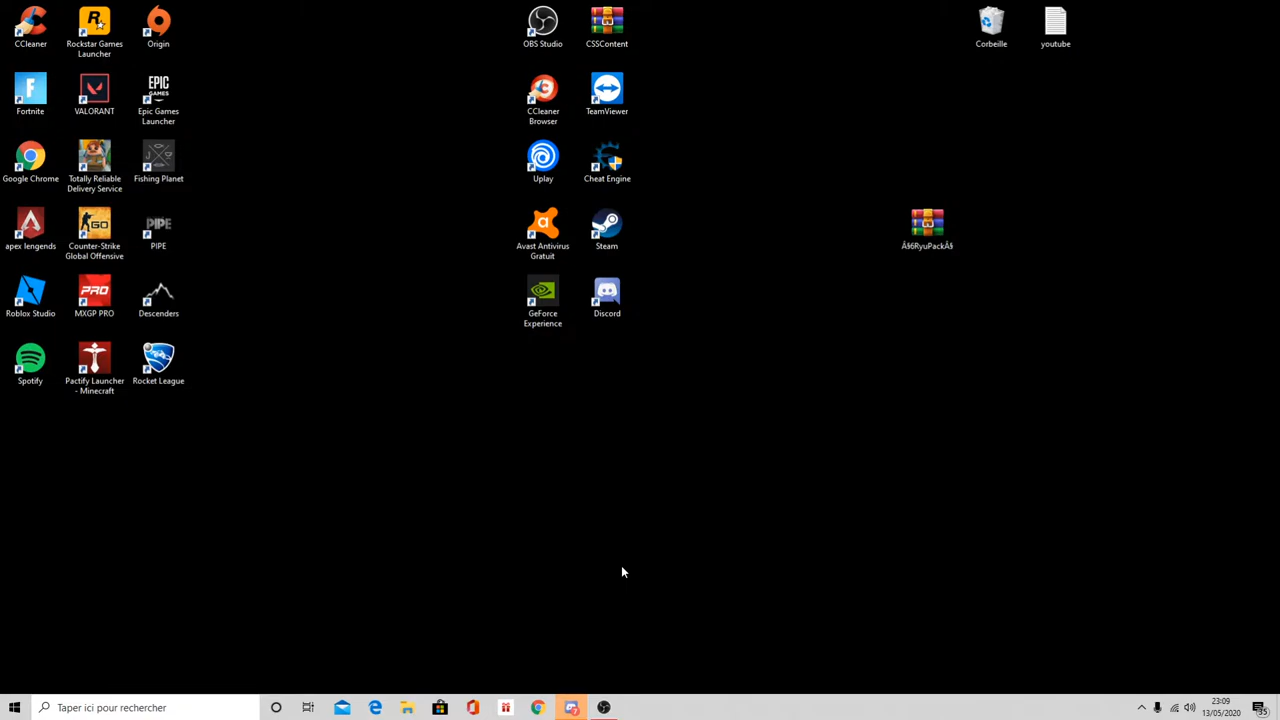 CCleaner
Rockstar Games
Launcher
Origin
OBS Studio
CSSContent
Corbeille
youtube
Fortnite
VALORANT
EPIC
GAMES
Epic Games
Launcher
CCleaner
Browser
TeamViewer
Google Chrome
Totally Reliable
Delivery Service
Fishing Planet
Uplay
Cheat Engine
apex lengends
GO
Counter-Strike
Global Offensive
PIPE
PIPE
Avast Antivirus
Gratuit
Steam
Â§6RyuPackÂ§
Roblox Studio
PRO
MXGP PRO
Descenders
GeForce
Experience
Discord
Spotify
Pactify Launcher
- Minecraft
Rocket League
Taper ici pour rechercher
23:09
13/05/2020